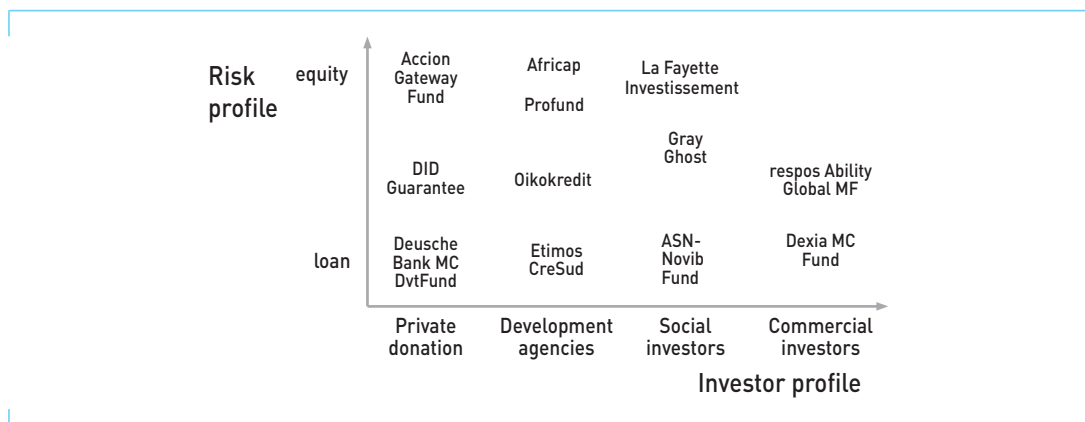 Risk
profile
equity
loan
Accion
Gateway
Fund
Africap
Profund
La Fayette
Investissement
Gray
Ghost
DID
Guarantee
Oikokredit
respos Ability
Global MF
Deusche
Bank MC
DvtFund
Etimos
CreSud
ASN-
Novib
Fund
Dexia MC
Fund
Private
donation
Development
agencies
Social
investors
Commercial
investors
Investor profile